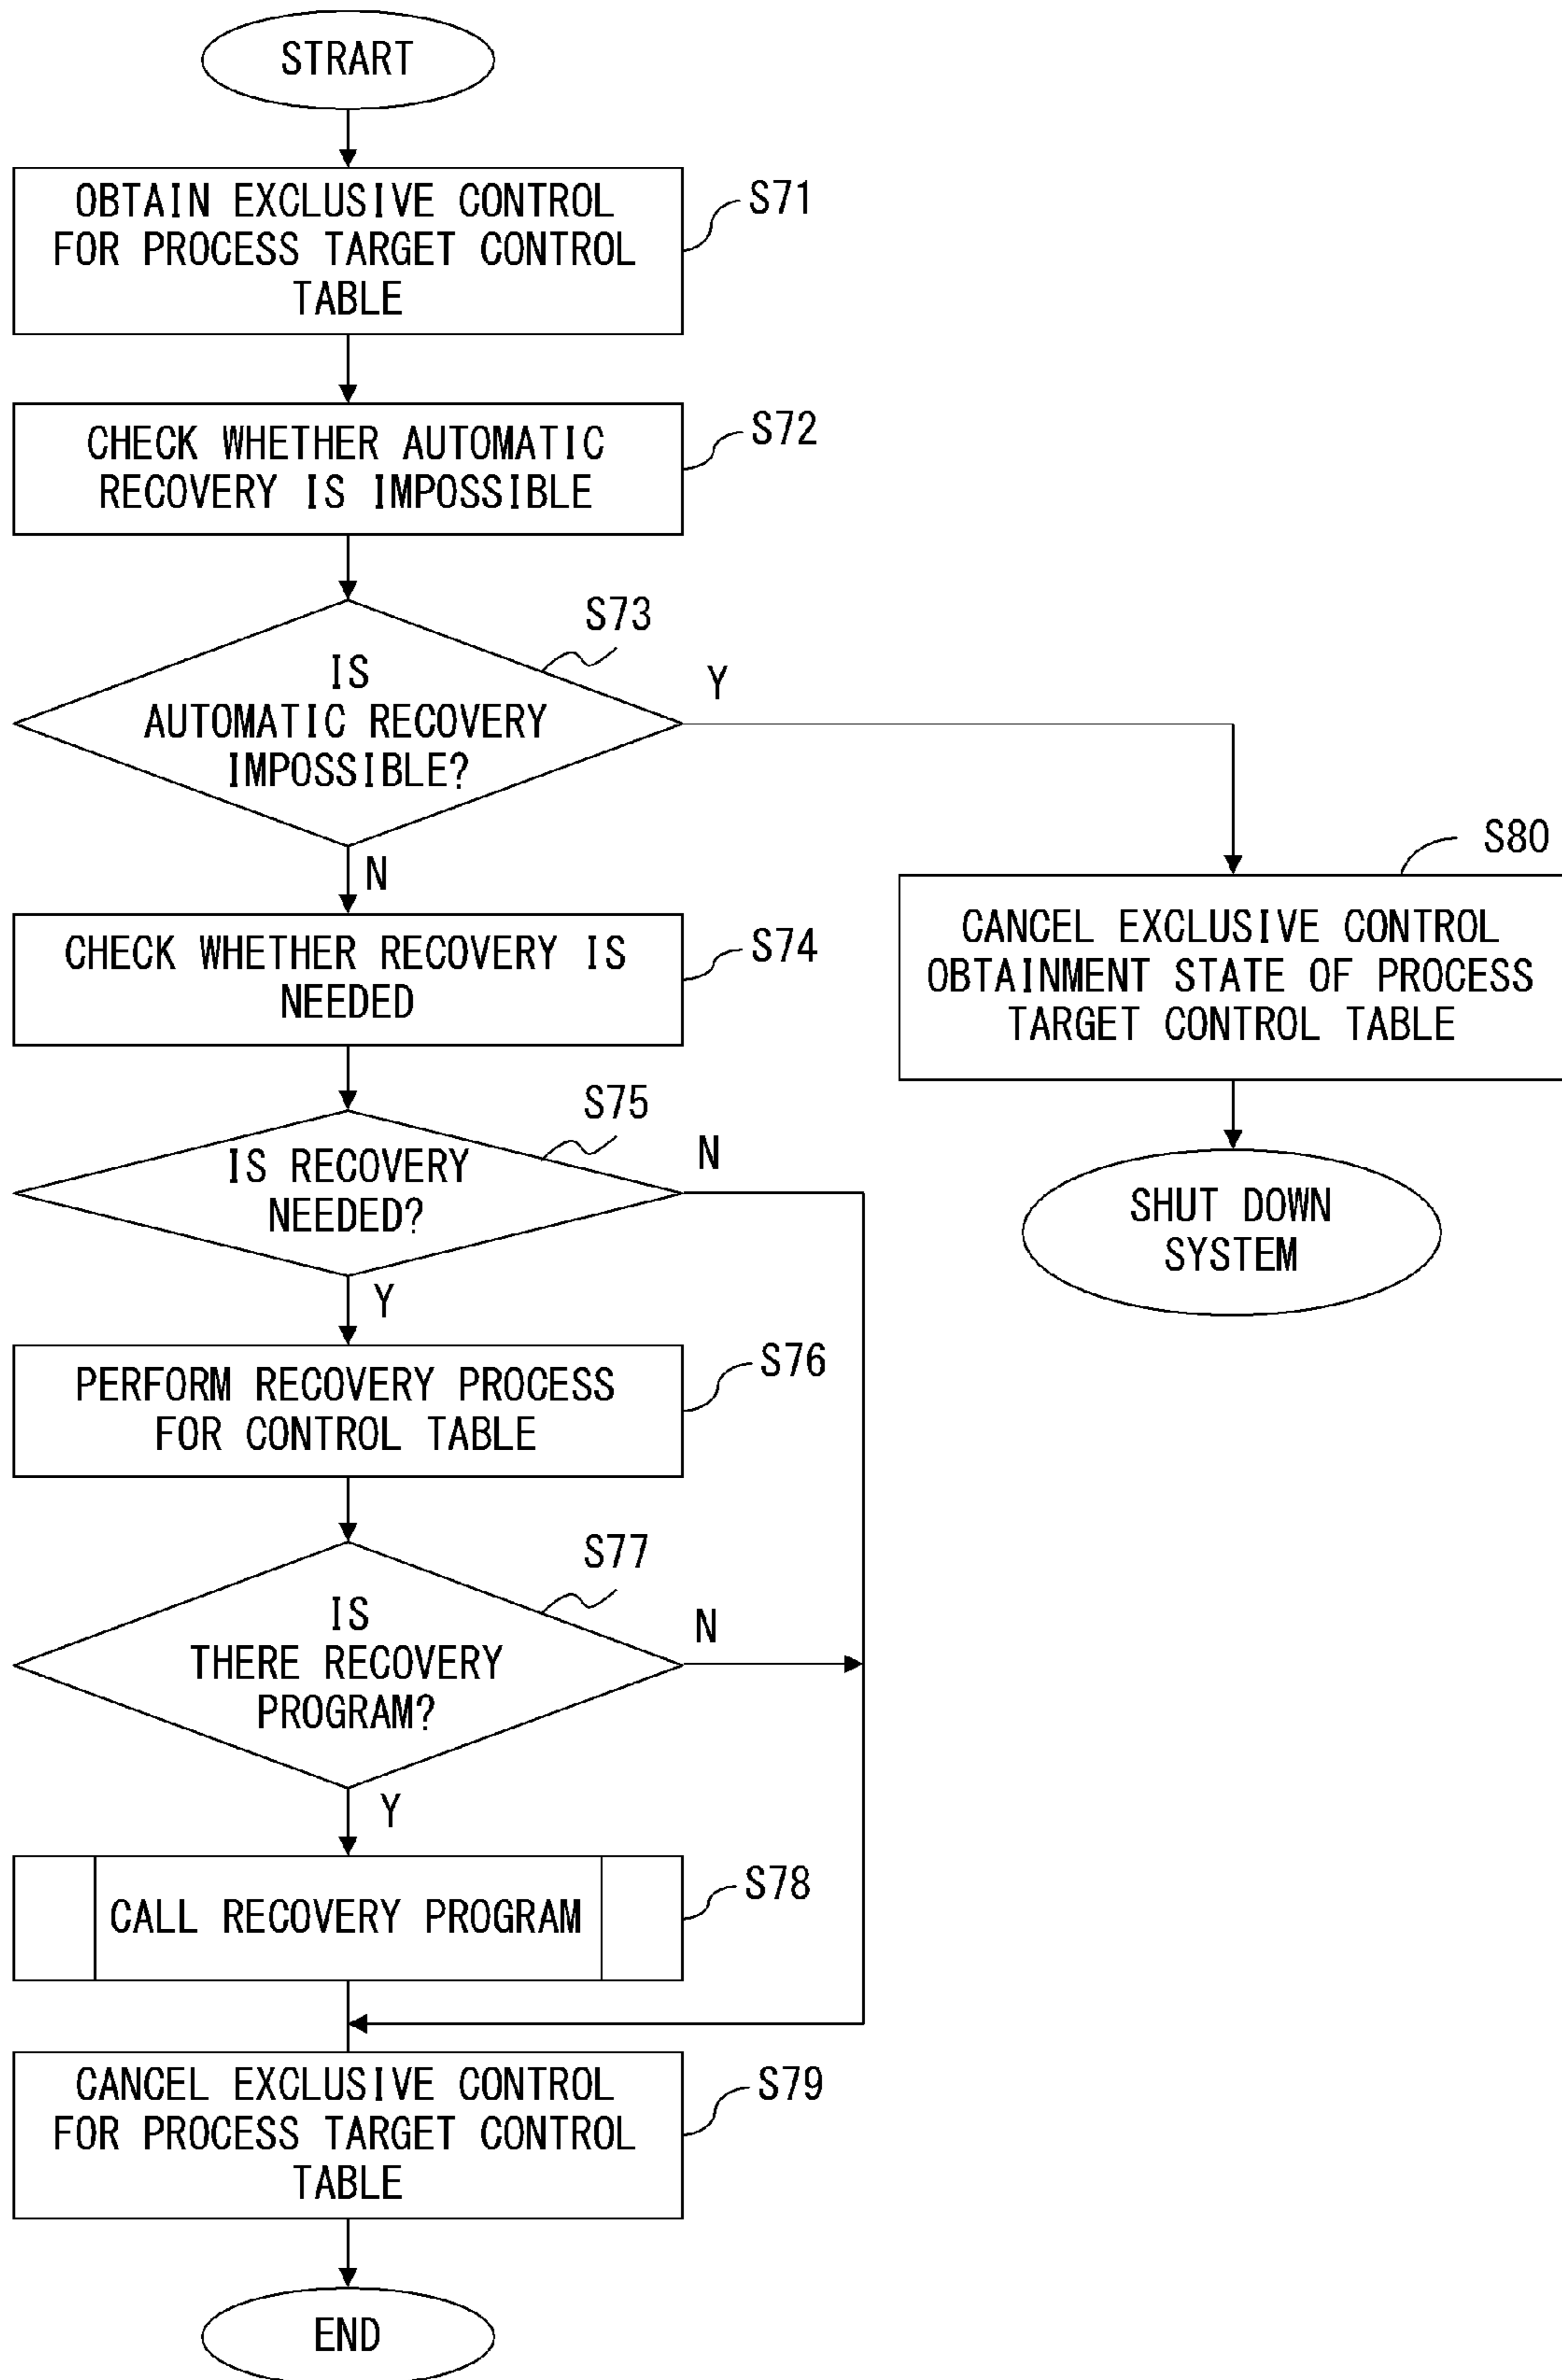 STRART
OBTAIN EXCLUSIVE CONTROL
FOR PROCESS TARGET CONTROL
TABLE
S71
CHECK WHETHER AUTOMATIC
RECOVERY IS IMPOSSIBLE
S72
S73
IS
AUTOMATIC RECOVERY
IMPOSSIBLE?
Y
N
S80
CANCEL EXCLUSIVE CONTROL
OBTAINMENT STATE OF PROCESS
TARGET CONTROL TABLE
SHUT DOWN
SYSTEM
CHECK WHETHER RECOVERY IS
NEEDED
S74
S75
IS RECOVERY
NEEDED?
N
Y
PERFORM RECOVERY PROCESS
FOR CONTROL TABLE
S76
S77
IS
THERE RECOVERY
PROGRAM?
N
Y
CALL RECOVERY PROGRAM
S78
CANCEL EXCLUSIVE CONTROL
FOR PROCESS TARGET CONTROL
TABLE
S79
END